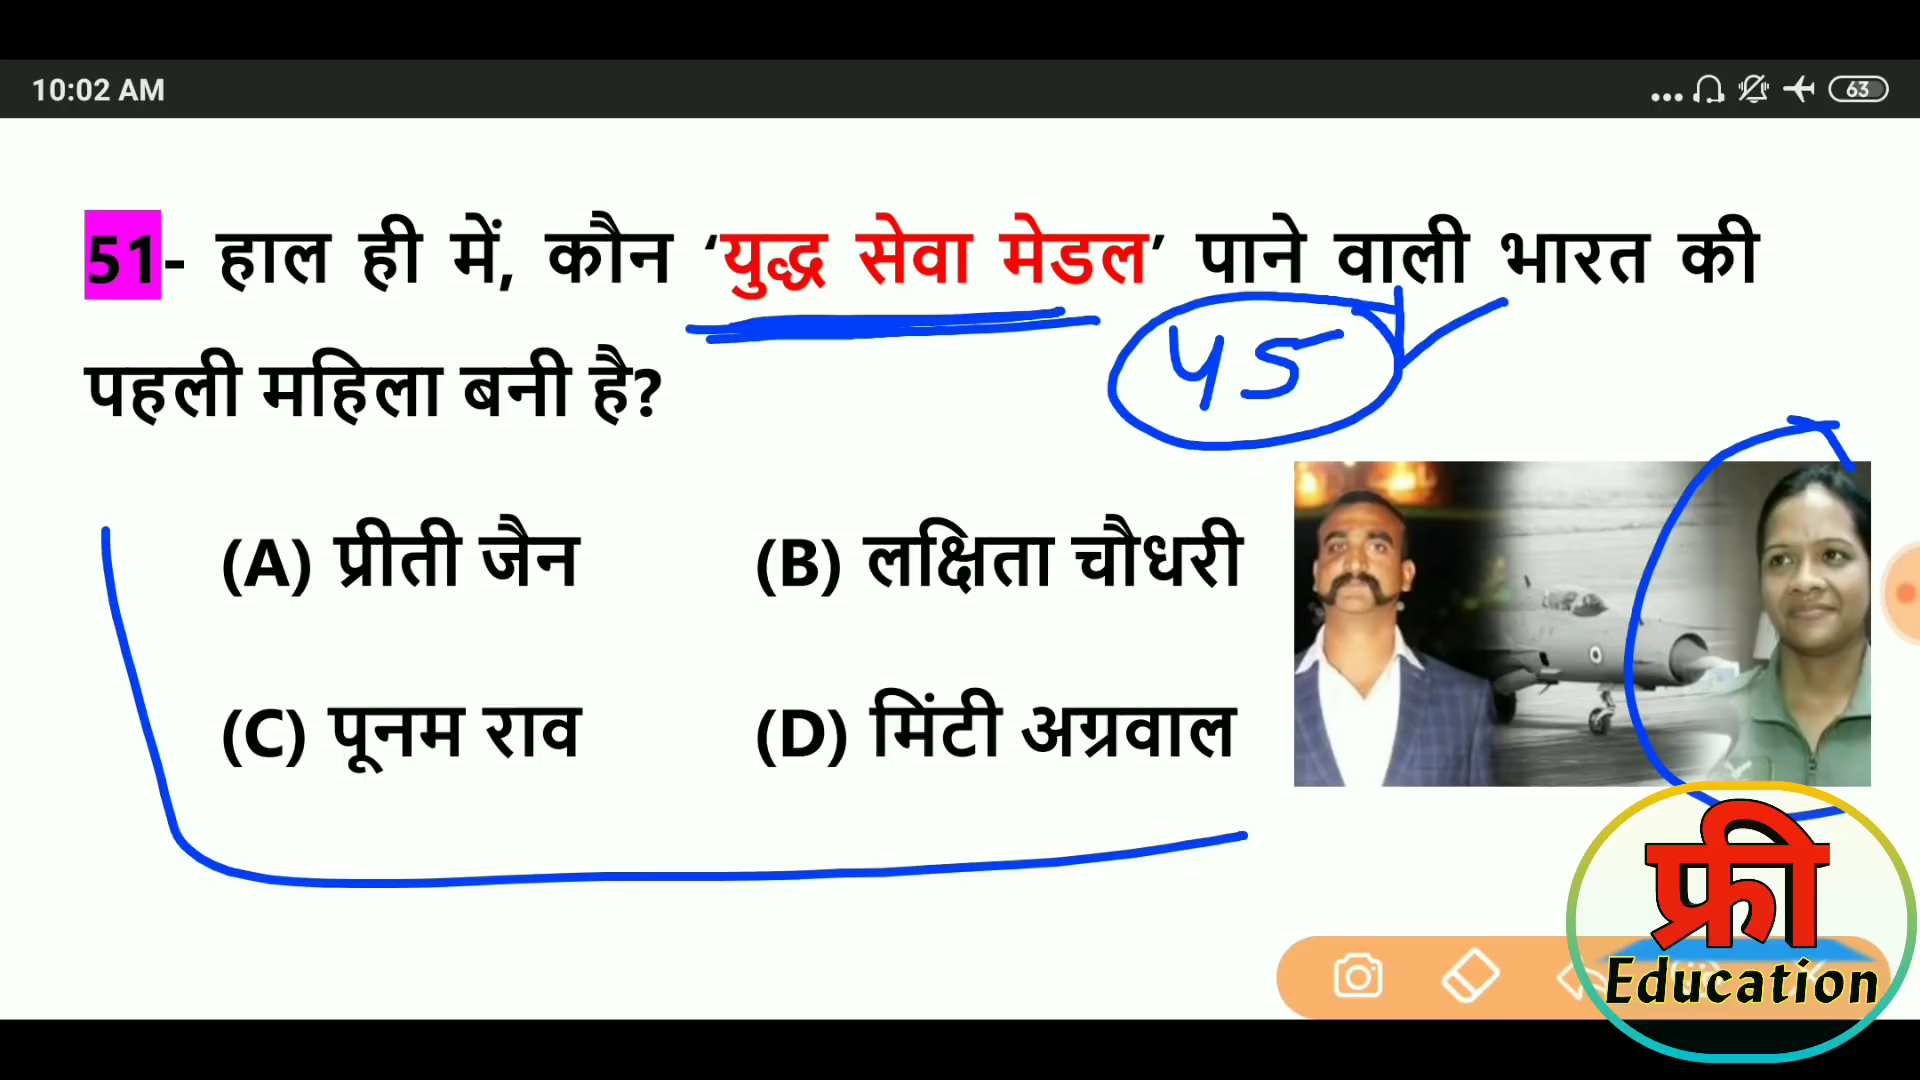 10:02 AM
63
51- हाल ही में, कौन ‘युद्ध सेवा मेडल’ पाने वाली भारत की
पहली महिला बनी है?
45
(A) प्रीती जैन (B) लक्षिता चौधरी
(C) पूनम राव (D) मिंटी अग्रवाल
फ्री
Education